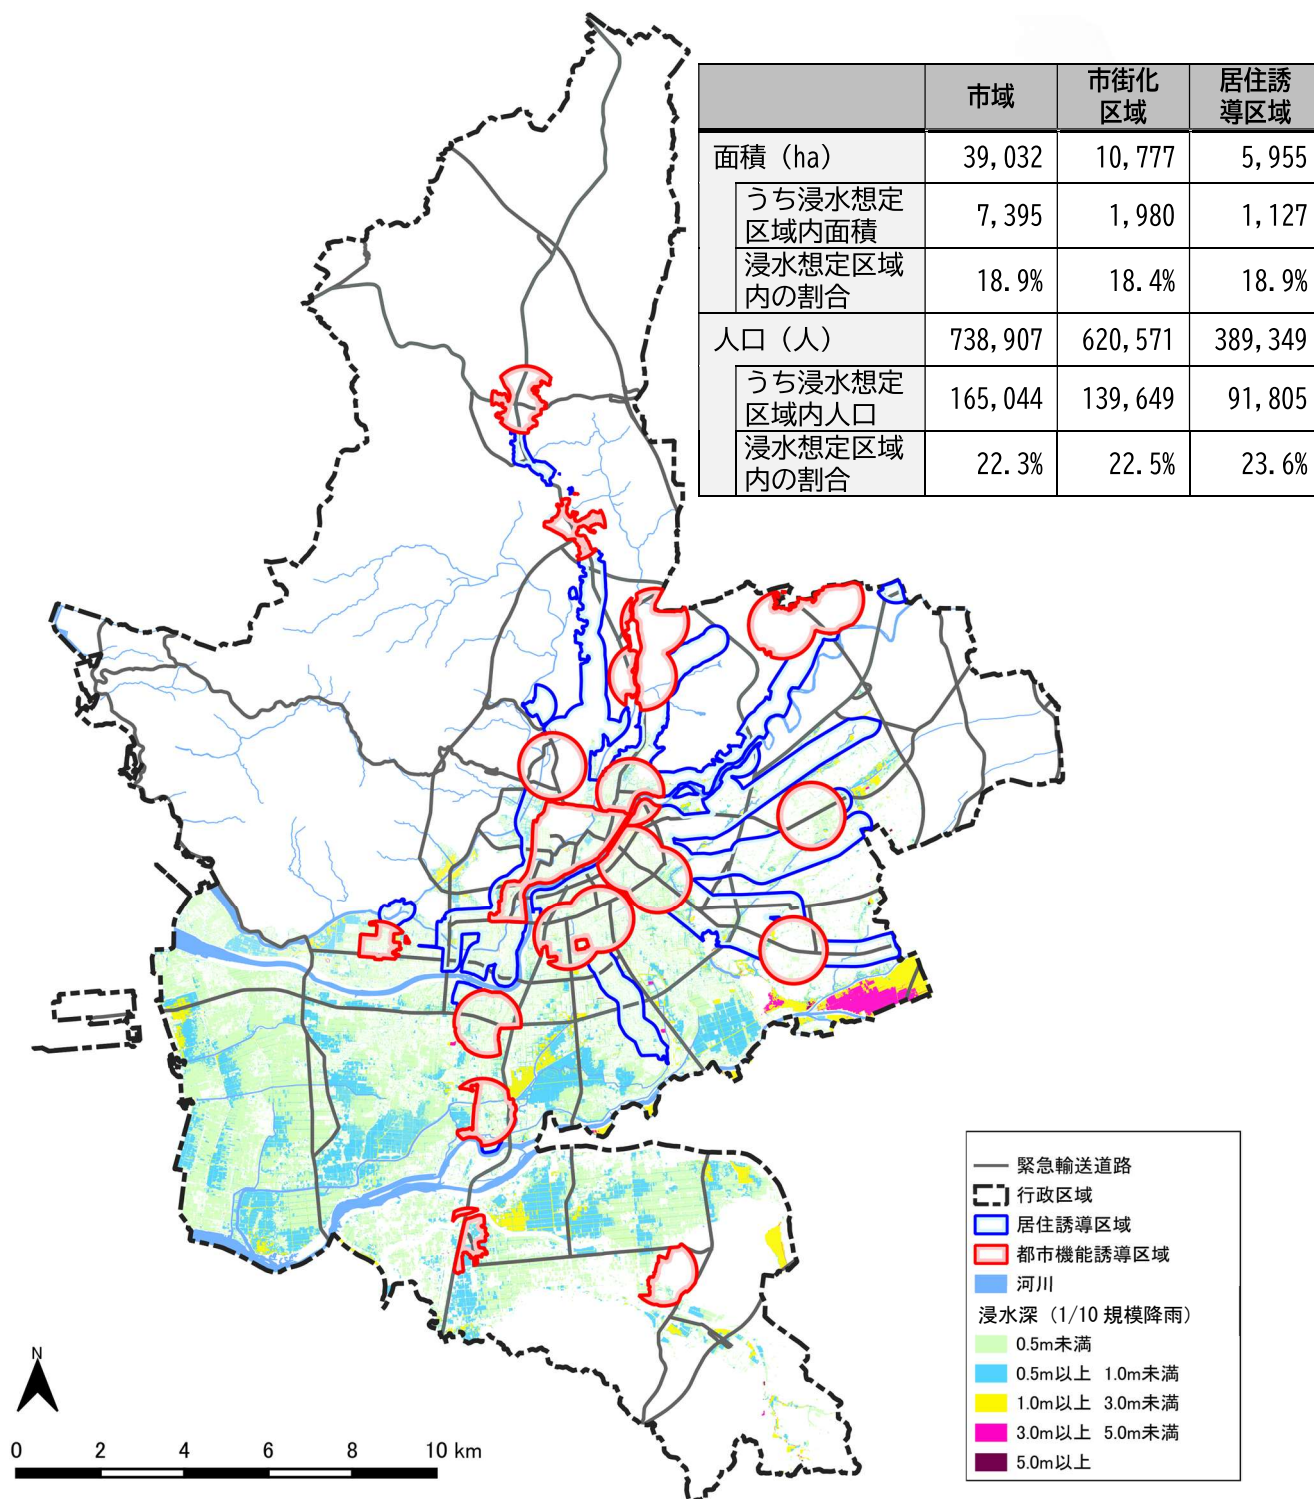 市域
市街化
区域
居住誘
導区域
面積（ha） 39,032 10,777 5,955
うち浸水想定
区域内面積 7,395 1,980 1,127
浸水想定区域
内の割合 18.9% 18.4% 18.9%
人口（人） 738,907 620,571 389,349
うち浸水想定
区域内人口 165,044 139,649 91,805
浸水想定区域
内の割合 22.3% 22.5% 23.6%
緊急輸送道路
行政区域
居住誘導区域
都市機能誘導区域
河川
浸水深（1/10 規模降雨）
0.5m未満
0.5m以上 1.0m未満
1.0m以上 3.0m未満
3.0m以上 5.0m未満
5.0m以上
N
0 2 4 6 8 10 km